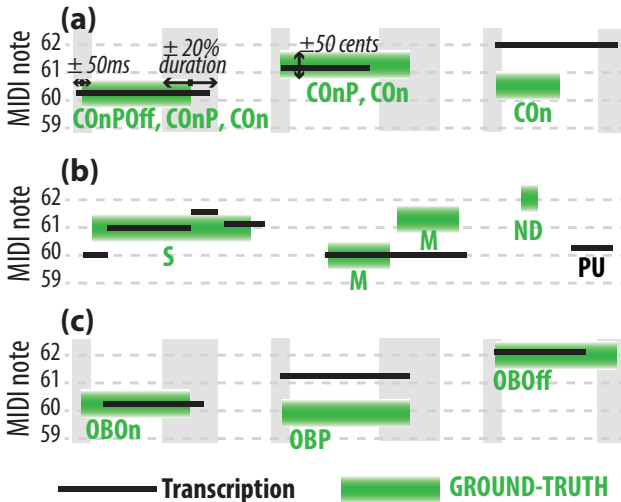 (a)
MIDI note
62
61
60
59
± 50ms
± 20%
duration
±50 cents
COnPOff, COnP, COn
COnP, COn
COn
(b)
MIDI note
62
61
60
59
S
M
M
ND
PU
(c)
MIDI note
62
61
60
59
OBOn
OBP
OBOff
Transcription
GROUND-TRUTH